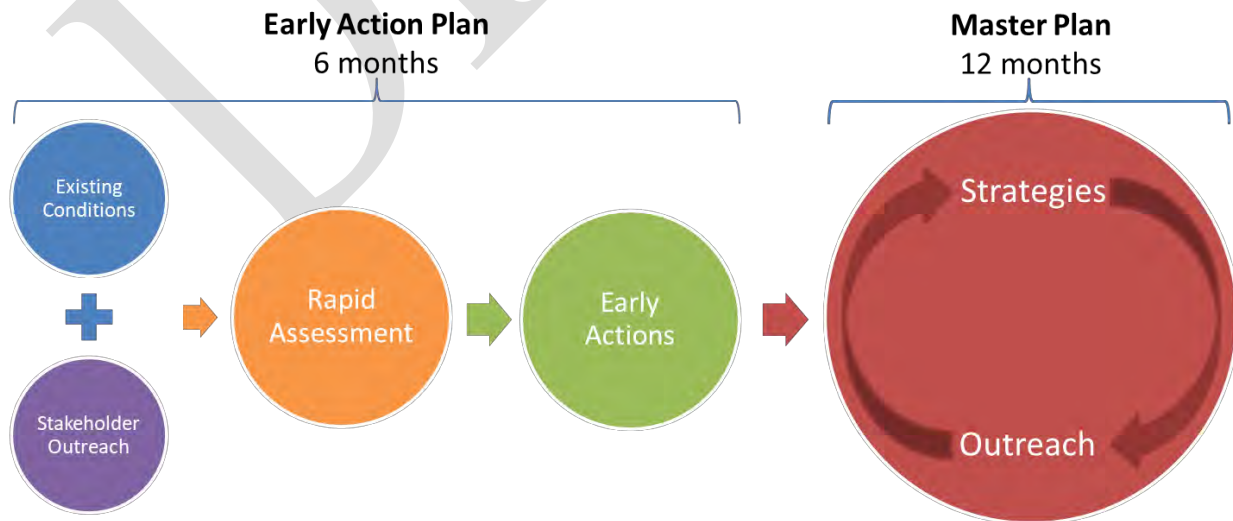 Early Action Plan
6 months
Master Plan
12 months
Existing
Conditions
Stakeholder
Outreach
Rapid
Assessment
Early
Actions
Strategies
Outreach